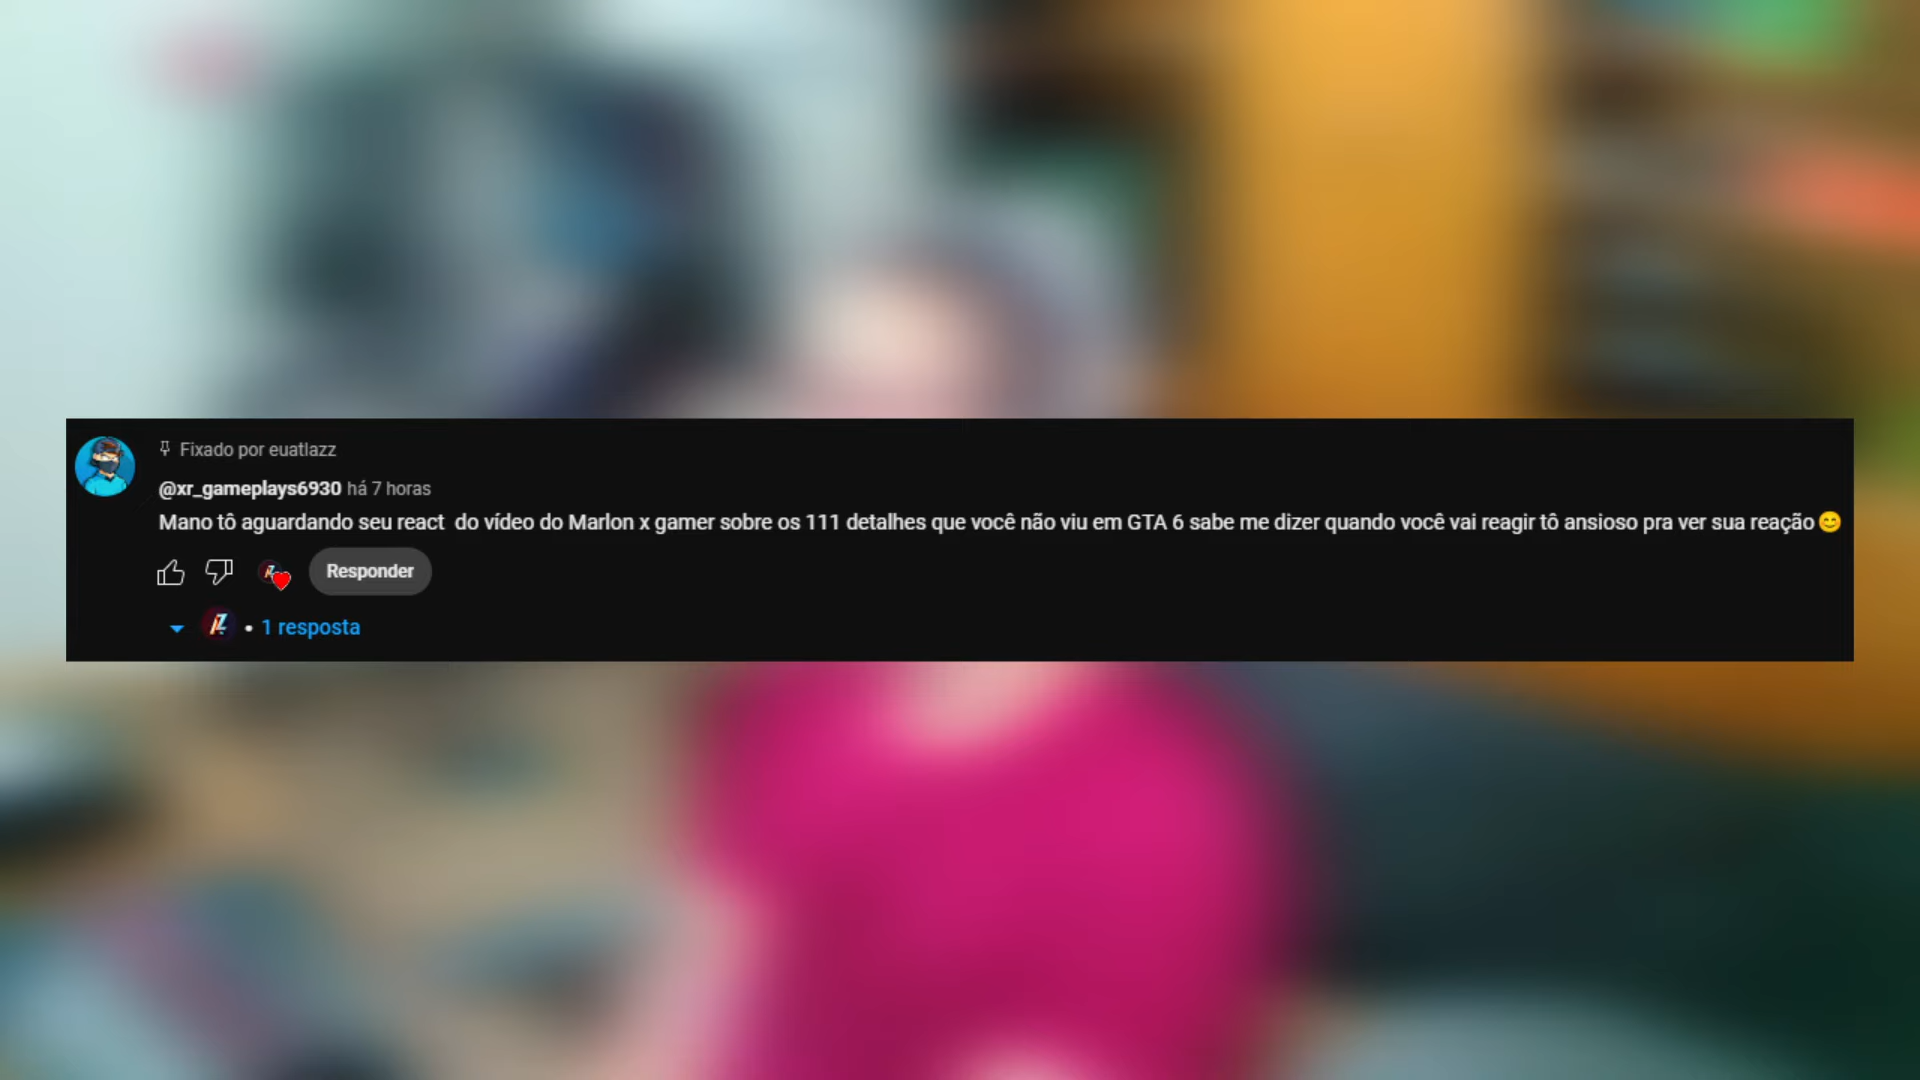 Fixado por euatlazz
@xr_gameplays6930 há 7 horas
Mano tô aguardando seu react do vídeo do Marlon x gamer sobre os 111 detalhes que você não viu em GTA 6 sabe me dizer quando você vai reagir tô ansioso pra ver sua reação😊
Responder
• 1 resposta